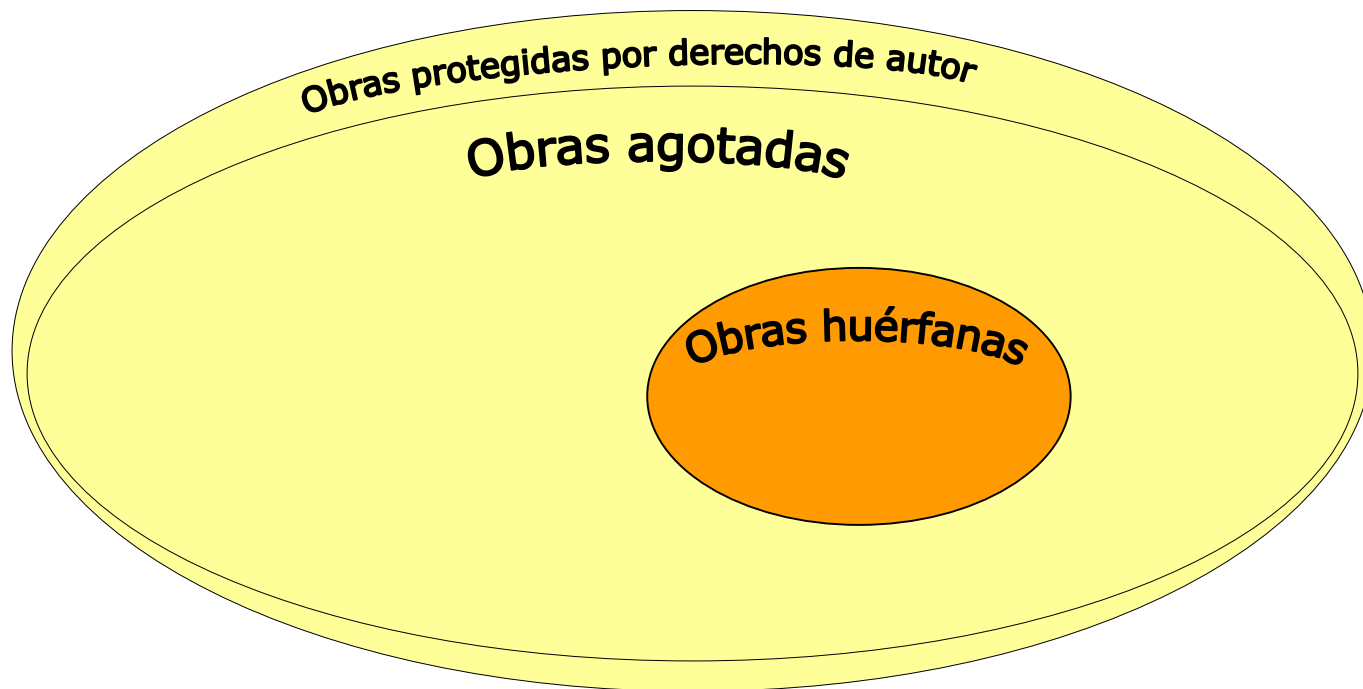 Obras protegidas por derechos de autor
Obras agotadas
Obras huérfanas